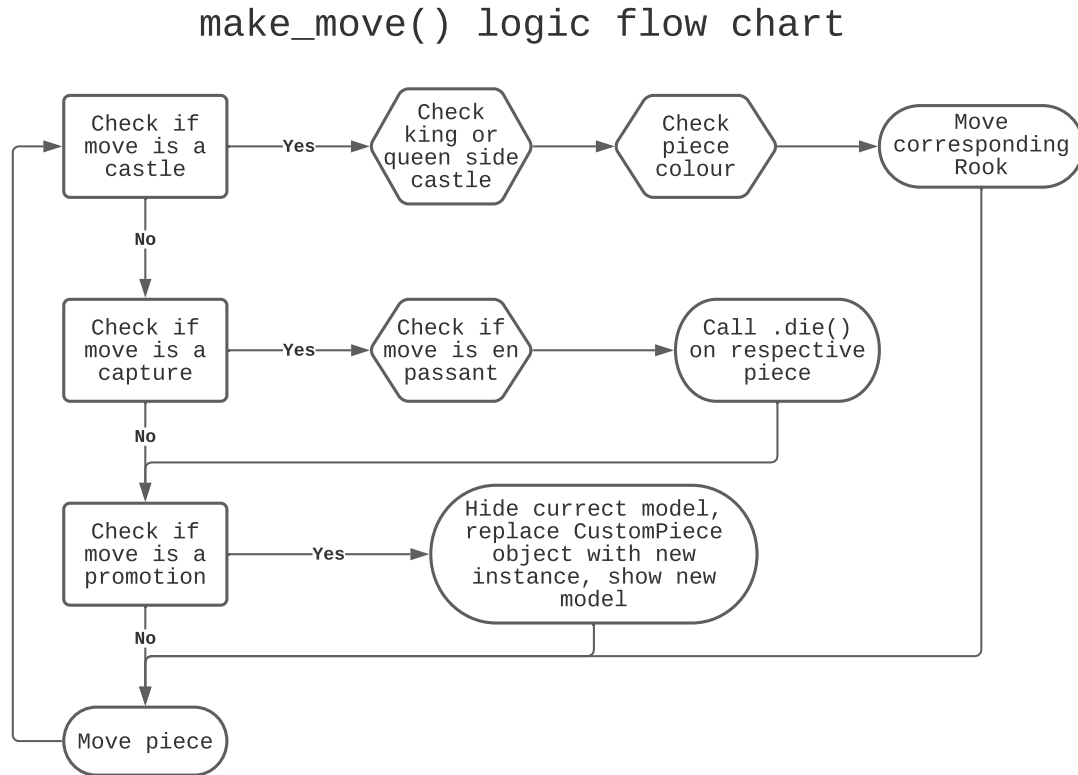 make_move() logic flow chart
Check if
move is a
castle
Yes
Check
king or
queen side
castle
Check
piece
colour
Move
corresponding
Rook
No
Check if
move is a
capture
Yes
Check if
move is en
passant
Call .die()
on respective
piece
No
Check if
move is a
promotion
Yes
Hide currect model,
replace CustomPiece
object with new
instance, show new
model
No
Move piece